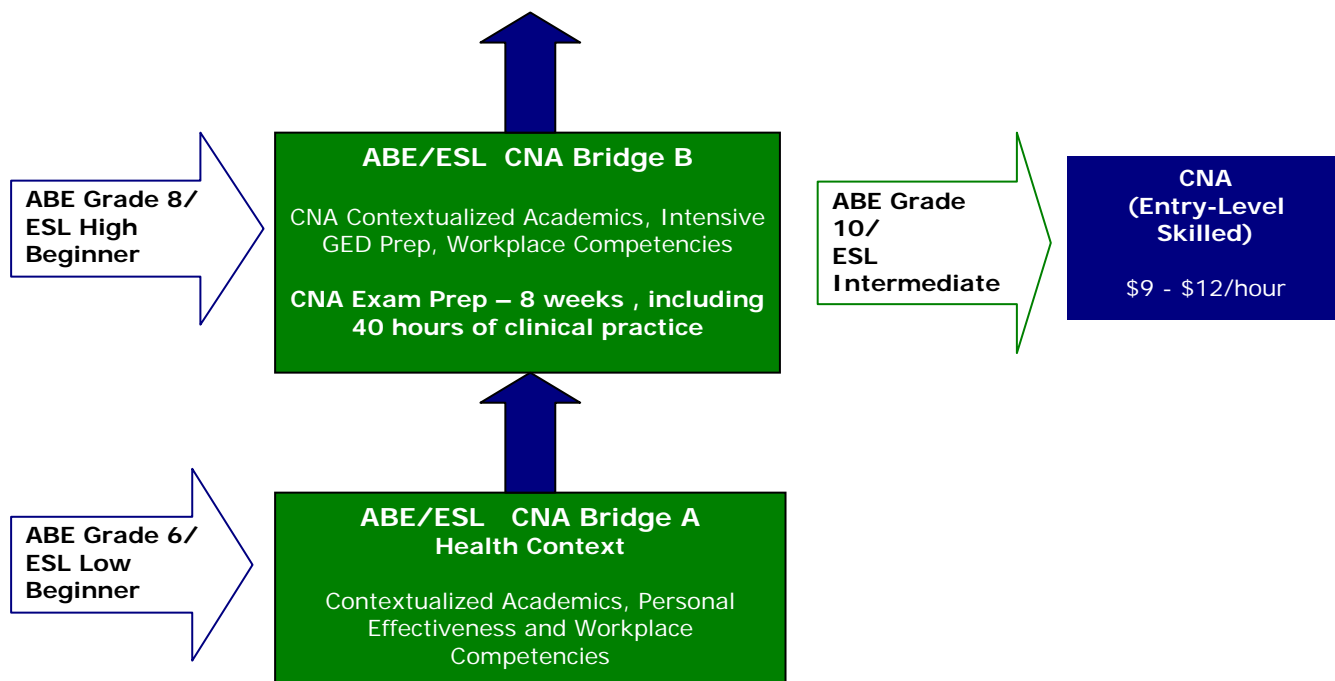 ABE Grade 8/
ESL High
Beginner
ABE/ESL CNA Bridge B
CNA Contextualized Academics, Intensive
GED Prep, Workplace Competencies
CNA Exam Prep – 8 weeks , including
40 hours of clinical practice
ABE Grade
10/
ESL
Intermediate
CNA
(Entry-Level
Skilled)
$9 - $12/hour
ABE Grade 6/
ESL Low
Beginner
ABE/ESL CNA Bridge A
Health Context
Contextualized Academics, Personal
Effectiveness and Workplace
Competencies